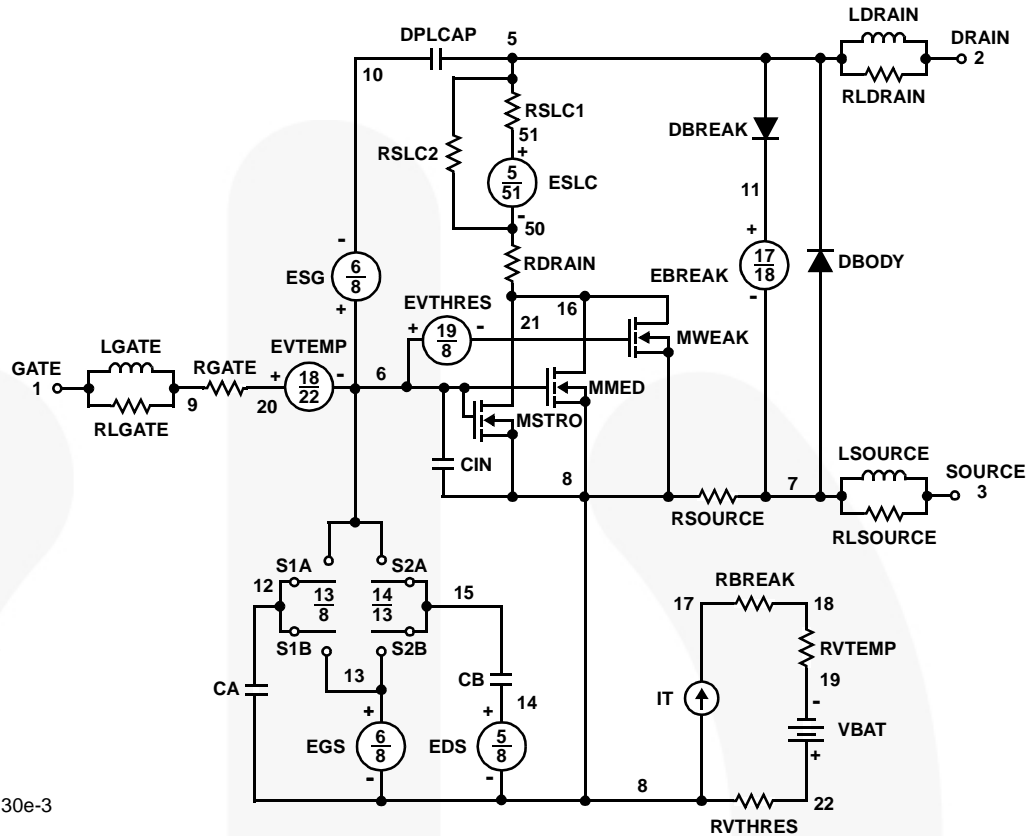 LDRAIN
DPLCAP 5 DRAIN
10 2
RSLC1 RLDRAIN
51 DBREAK
+
RSLC2 5 ESLC
51 11
- 50 +
- RDRAIN 17
ESG 6 EBREAK 18 DBODY
8 -
+ EVTHRES 16
+ 19 - 21
8 MWEAK
LGATE EVTEMP
GATE RGATE + 18 - 6 MMED
1 22
9 20 MSTRO
RLGATE LSOURCE
CIN 8 7 SOURCE
3
RSOURCE RLSOURCE
S1A S2A
12 13 14 15 RBREAK
8 13 17 18
S1B S2B RVTEMP
13 CB 19
CA 14 IT -
+ + VBAT
EGS 6 EDS 5 +
8 8
- - 8 22
30e-3
RVTHRES